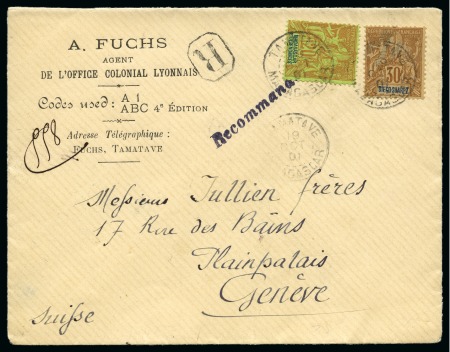 A. FUCHS
AGENT
DE L'OFFICE COLONIAL LYONNAIS
Codes used: A 1
ABC 4e ÉDITION
Adresse Télégraphique :
FUCHS, TAMATAVE
R
Recommandé
30
TAMATAVE
MADAGASCAR
Messieurs Jullien frères
17 Rue des Bains
Plainpalais
Genève
Suisse